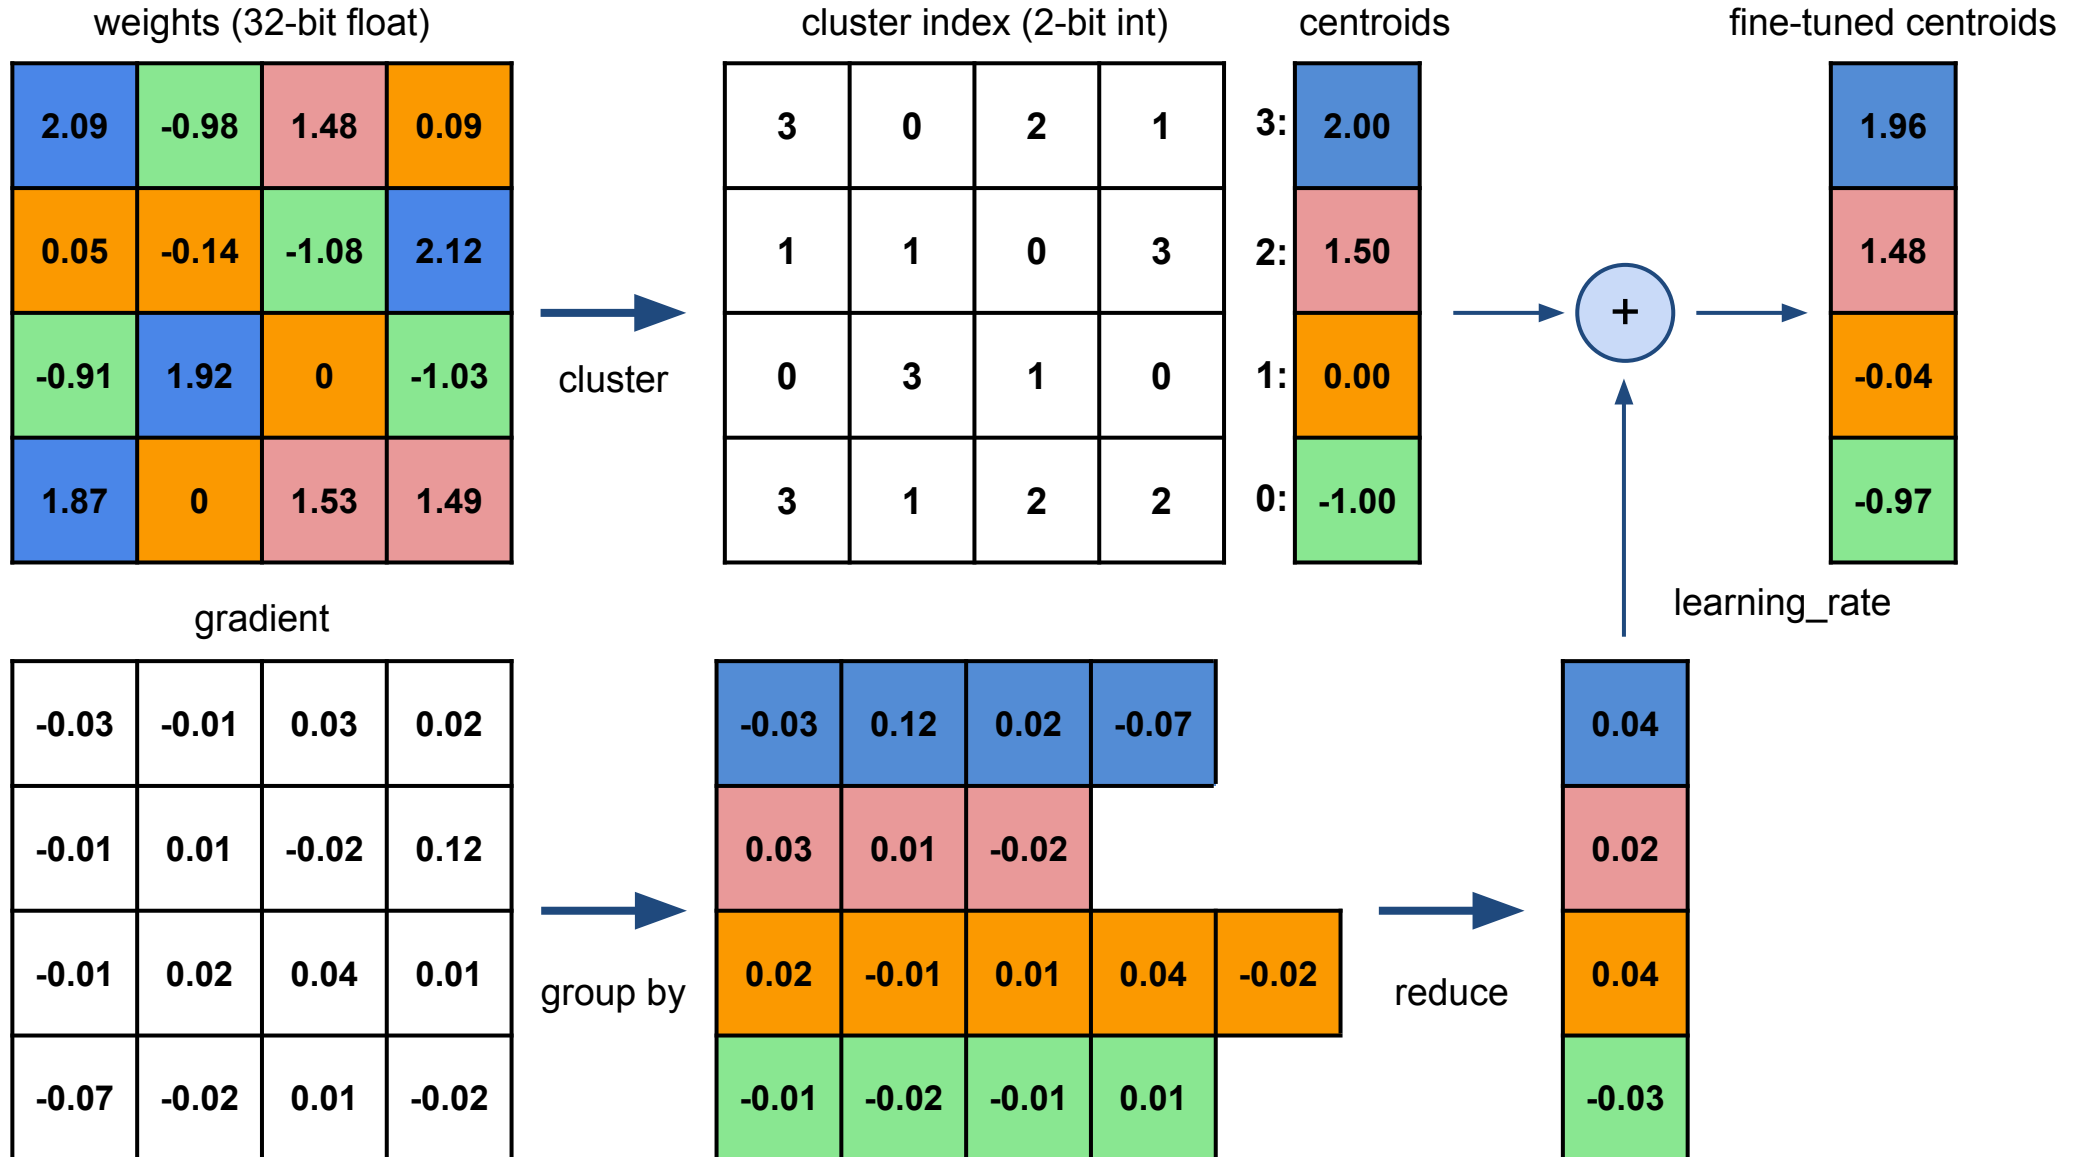 weights (32-bit float) cluster index (2-bit int) centroids fine-tuned centroids
2.09 -0.98 1.48 0.09 3 0 2 1 3: 2.00 1.96
0.05 -0.14 -1.08 2.12 1 1 0 3 2: 1.50 1.48
+
cluster
-0.91 1.92 0 -1.03 0 3 1 0 1: 0.00 -0.04
1.87 0 1.53 1.49 3 1 2 2 0: -1.00 -0.97
gradient learning_rate
-0.03 -0.01 0.03 0.02 -0.03 0.12 0.02 -0.07 0.04
-0.01 0.01 -0.02 0.12 0.03 0.01 -0.02 0.02
-0.01 0.02 0.04 0.01 0.02 -0.01 0.01 0.04 -0.02 0.04
group by reduce
-0.07 -0.02 0.01 -0.02 -0.01 -0.02 -0.01 0.01 -0.03